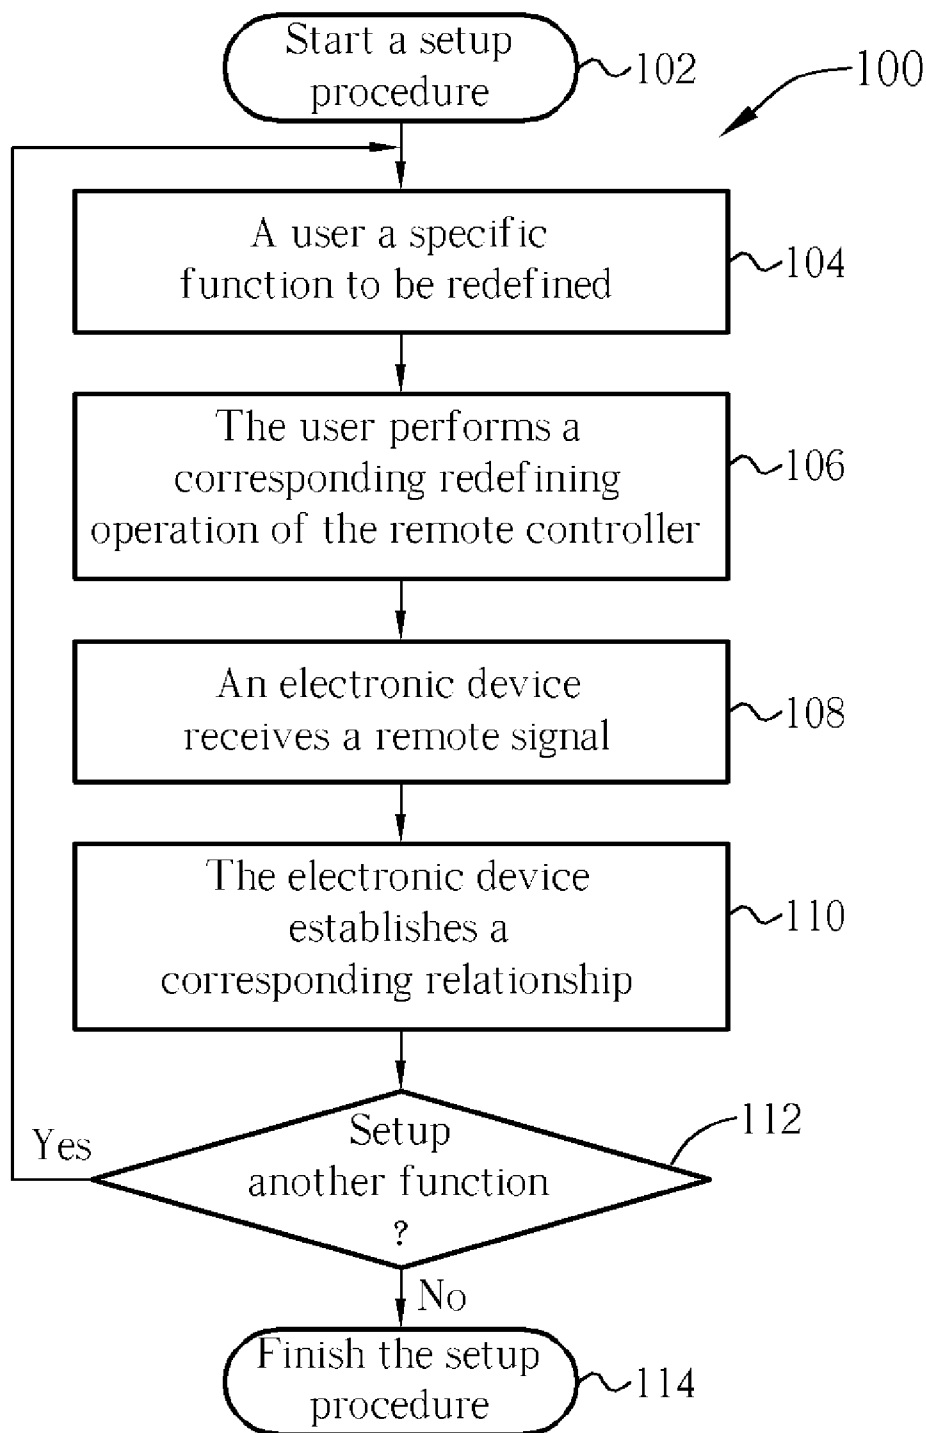 Start a setup
procedure
102
100
A user a specific
function to be redefined
104
The user performs a
corresponding redefining
operation of the remote controller
106
An electronic device
receives a remote signal
108
The electronic device
establishes a
corresponding relationship
110
Setup
another function
?
112
Yes
No
Finish the setup
procedure
114